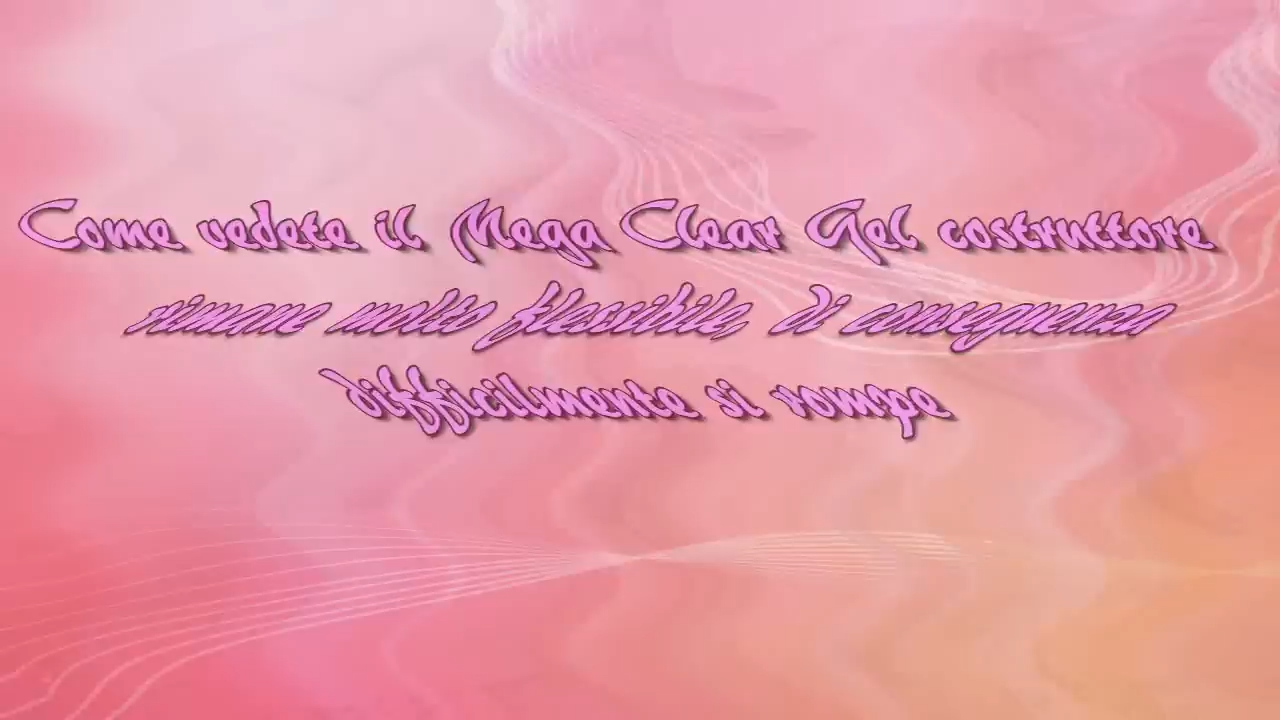 Come vedete il Mega Clear Gel costruttore
rimane molto flessibile, di conseguenza
difficilmente si rompe